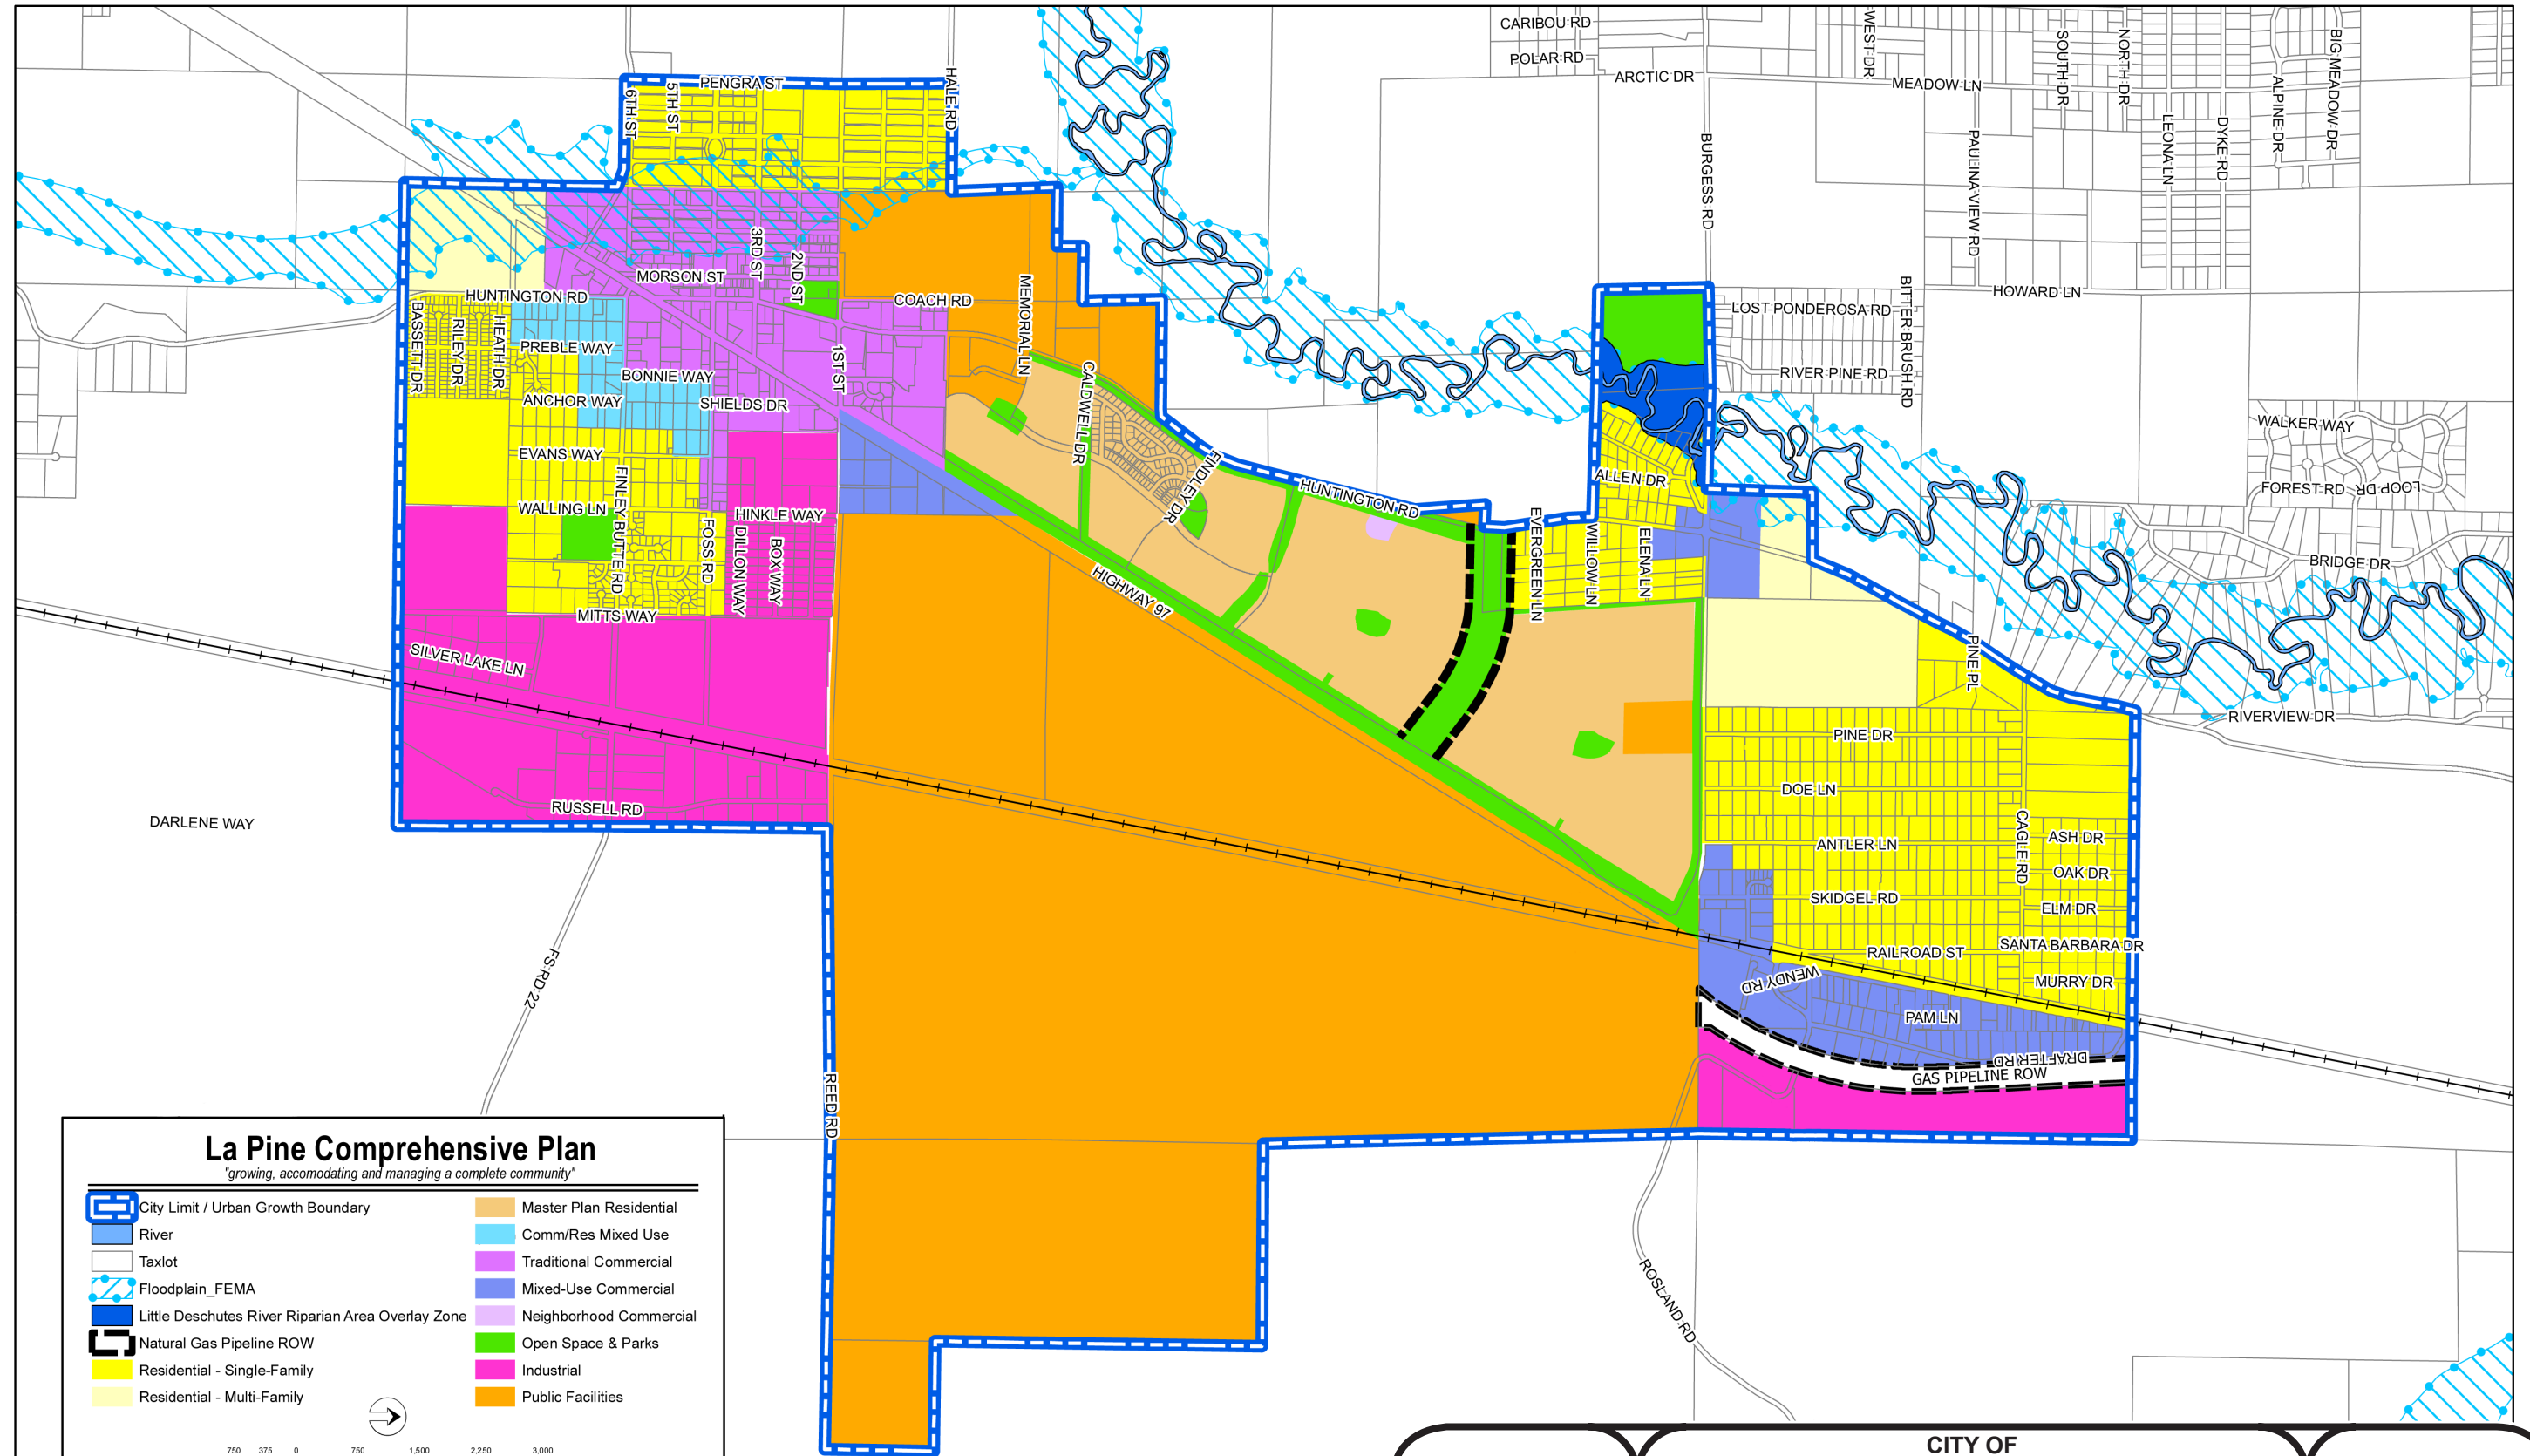 CARIBOU RD
POLAR RD
ARCTIC DR
WEST DR
MEADOW LN
SOUTH DR
NORTH DR
BIG MEADOW DR
ALPINE DR
LEONA LN
DYKE RD
PAULINA VIEW RD
BURGESS RD
PENGRA ST
HALE RD
6TH ST
5TH ST
3RD ST
2ND ST
MORSON ST
HUNTINGTON RD
COACH RD
MEMORIAL LN
BASSETT DR
RILEY DR
HEATH DR
PREBLE WAY
BONNIE WAY
1ST ST
ANCHOR WAY
SHIELDS DR
CALDWELL DR
EVANS WAY
FINLEY BUTTE RD
WALLING LN
FOSS RD
HINKLE WAY
DILLON WAY
BOX WAY
MITTS WAY
SILVER LAKE LN
RUSSELL RD
FINDLEY DR
HUNTINGTON RD
HIGHWAY 97
EVERGREEN LN
WILLOW LN
ELENA LN
ALLEN DR
HOWARD LN
LOST PONDEROSA RD
BITTER BRUSH RD
RIVER PINE RD
WALKER WAY
FOREST RD
LOOP DR
BRIDGE DR
RIVERVIEW DR
PINE PL
PINE DR
DOE LN
ANTLER LN
CAGLE RD
ASH DR
OAK DR
SKIDGEL RD
ELM DR
RAILROAD ST
SANTA BARBARA DR
MURRY DR
WENDY RD
PAM LN
DRAFTER RD
GAS PIPELINE ROW
DARLENE WAY
FS RD 22
REED RD
ROSLAND RD
La Pine Comprehensive Plan
"growing, accomodating and managing a complete community"
City Limit / Urban Growth Boundary
River
Taxlot
Floodplain_FEMA
Little Deschutes River Riparian Area Overlay Zone
Natural Gas Pipeline ROW
Residential - Single-Family
Residential - Multi-Family
Master Plan Residential
Comm/Res Mixed Use
Traditional Commercial
Mixed-Use Commercial
Neighborhood Commercial
Open Space & Parks
Industrial
Public Facilities
750 375 0 750 1,500 2,250 3,000
CITY OF